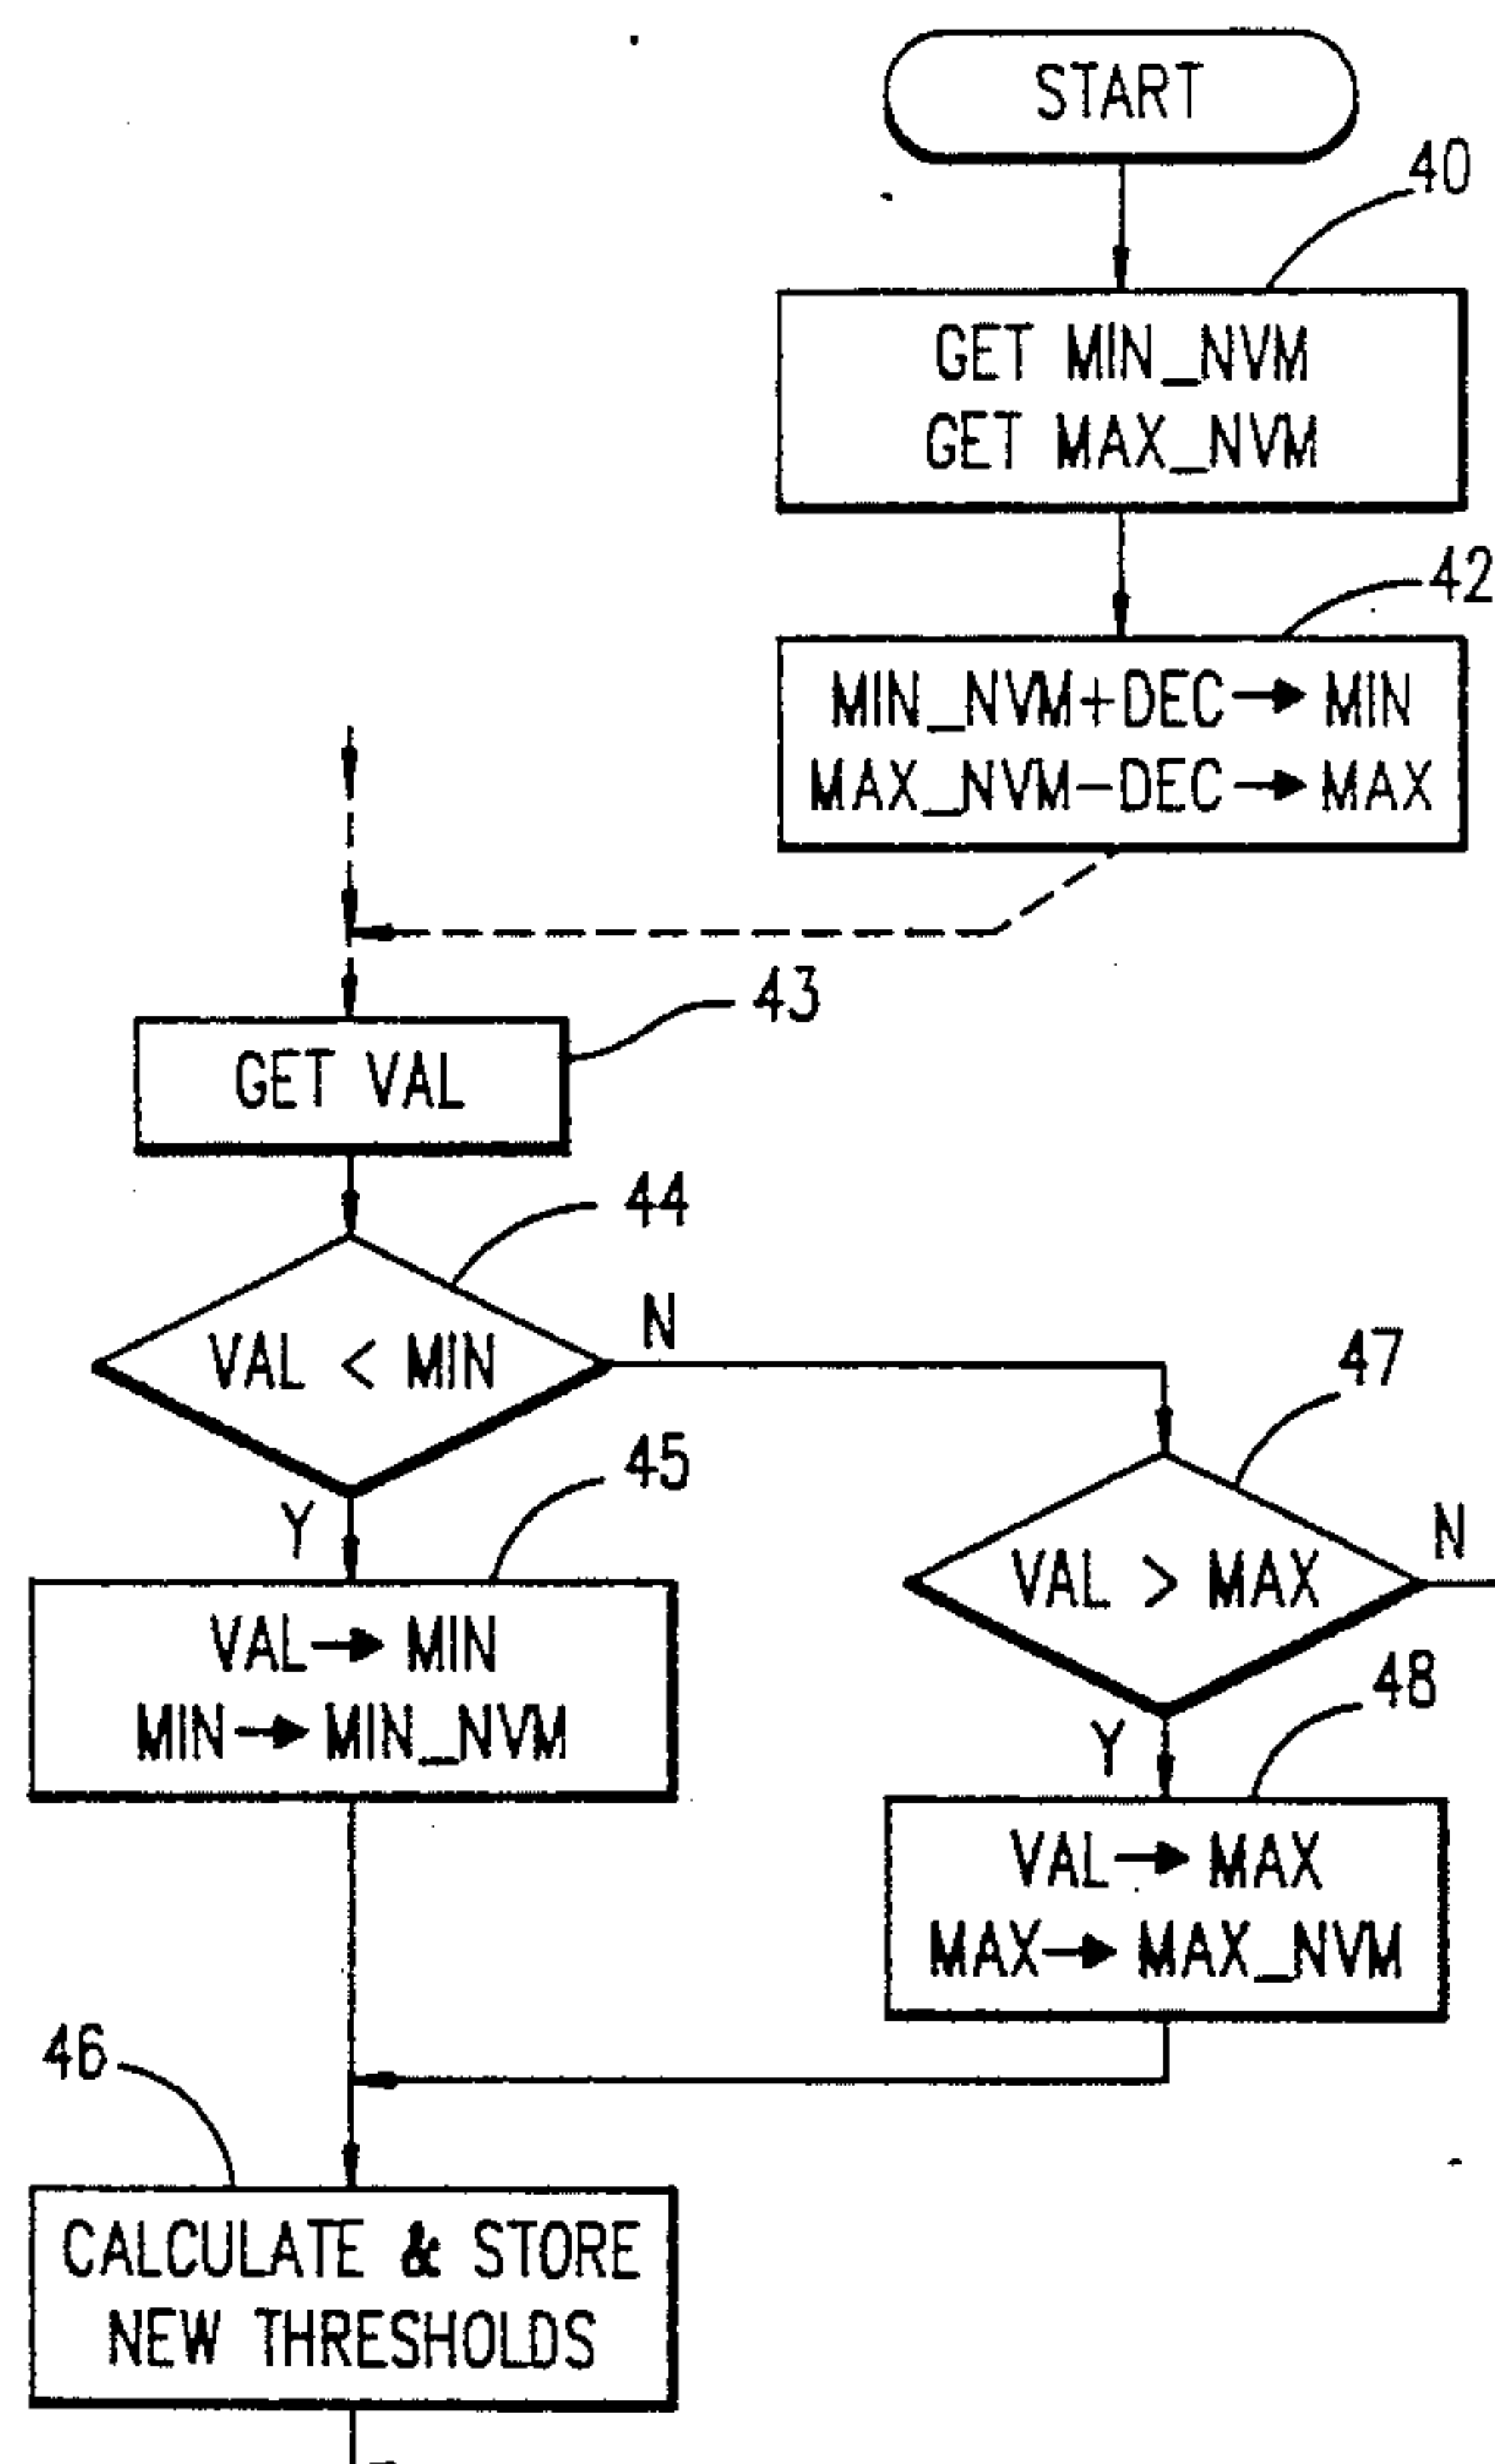 START
40
GET MIN_NVM
GET MAX_NVM
42
MIN_NVM+DEC→MIN
MAX_NVM−DEC→MAX
43
GET VAL
44
VAL < MIN
N
47
45
Y
VAL > MAX
N
VAL→MIN
MIN→MIN_NVM
48
Y
VAL→MAX
MAX→MAX_NVM
46
CALCULATE & STORE
NEW THRESHOLDS